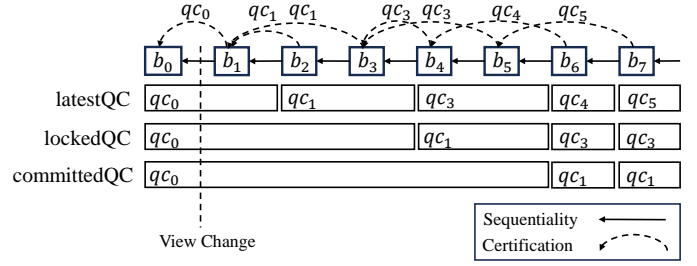 qc₀ qc₁ qc₁ qc₃ qc₃ qc₄ qc₅
b₀ b₁ b₂ b₃ b₄ b₅ b₆ b₇
latestQC qc₀ qc₁ qc₃ qc₄ qc₅
lockedQC qc₀ qc₁ qc₃ qc₃
committedQC qc₀ qc₁ qc₁
View Change
Sequentiality
Certification